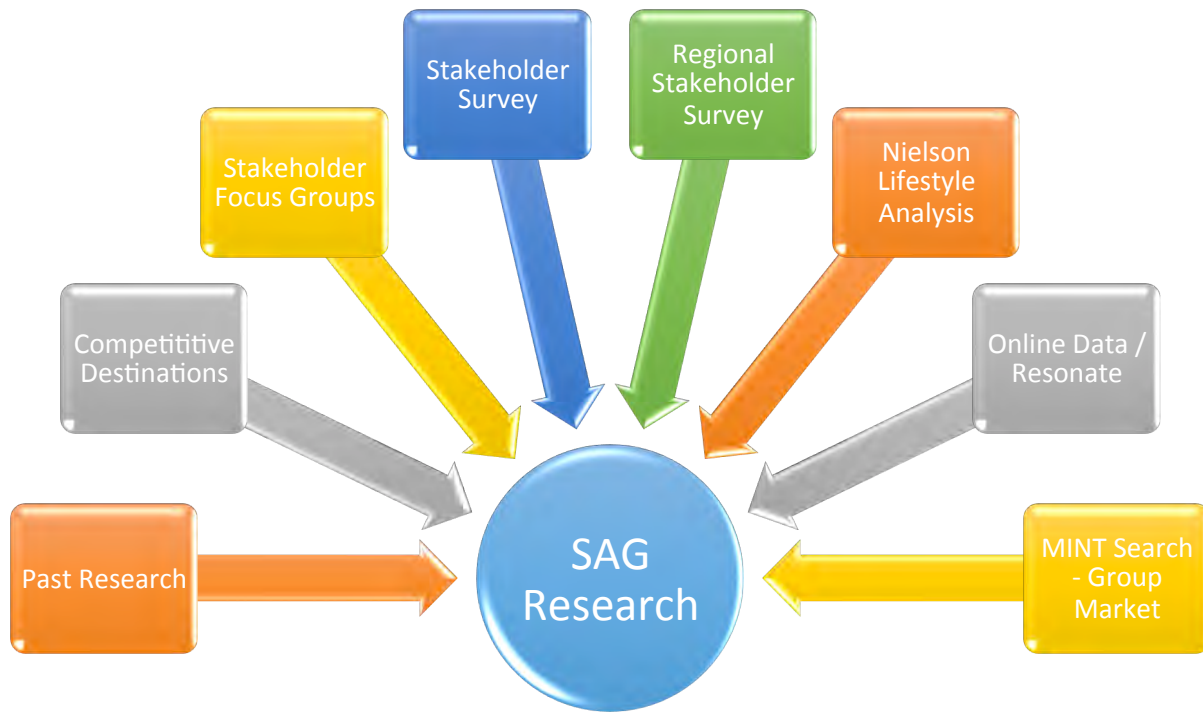 Past Research
Competititive
Destinations
Stakeholder
Focus Groups
Stakeholder
Survey
Regional
Stakeholder
Survey
Nielson
Lifestyle
Analysis
Online Data /
Resonate
MINT Search
- Group
Market
SAG
Research